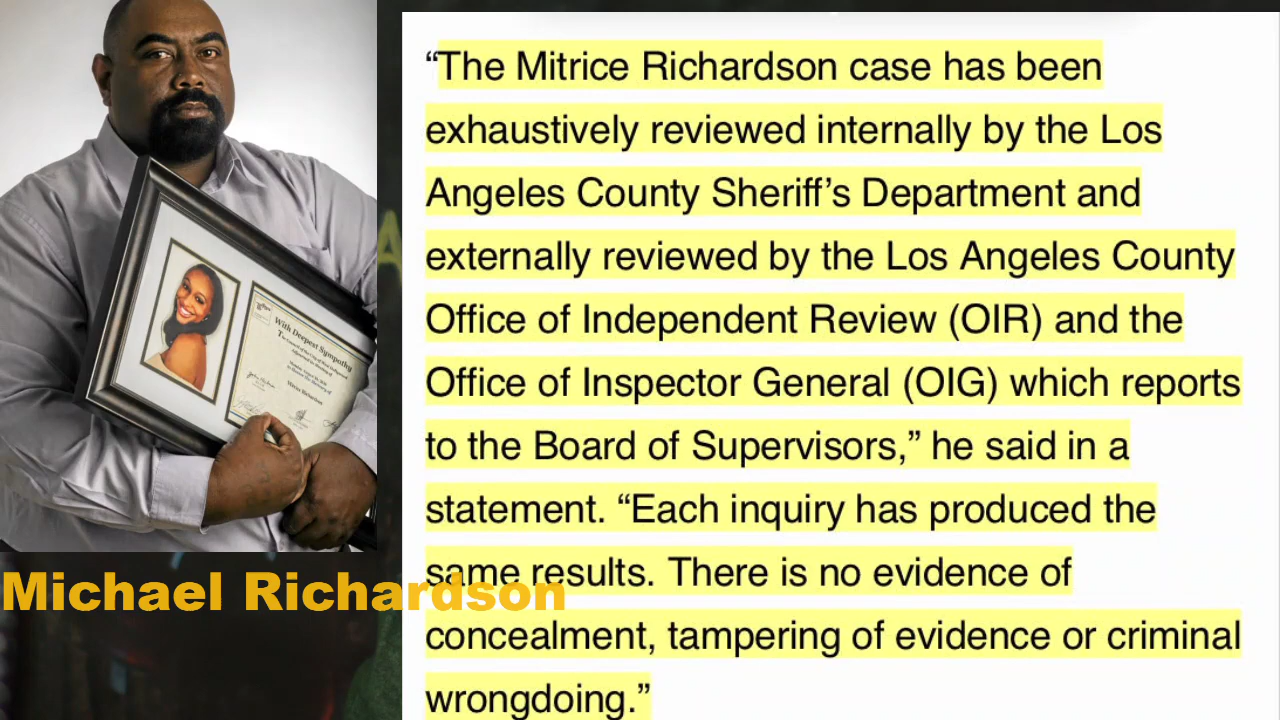 “The Mitrice Richardson case has been
exhaustively reviewed internally by the Los
Angeles County Sheriff’s Department and
externally reviewed by the Los Angeles County
Office of Independent Review (OIR) and the
Office of Inspector General (OIG) which reports
to the Board of Supervisors,” he said in a
statement. “Each inquiry has produced the
same results. There is no evidence of
concealment, tampering of evidence or criminal
wrongdoing.”
With Deepest Sympathy
Mitrice Richardson
Michael Richardson